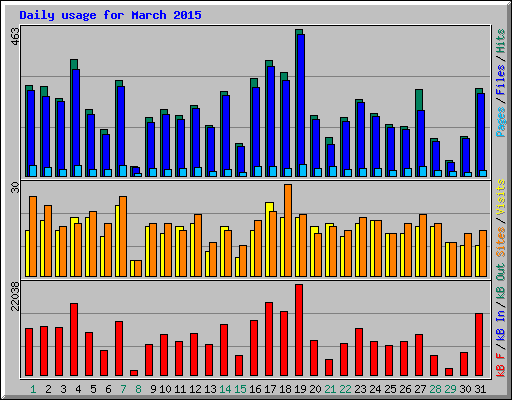 Daily usage for March 2015
463
Pages / Files / Hits
30
Sites / Visits
22038
kB F / kB In / kB Out
1 2 3 4 5 6 7 8 9 10 11 12 13 14 15 16 17 18 19 20 21 22 23 24 25 26 27 28 29 30 31